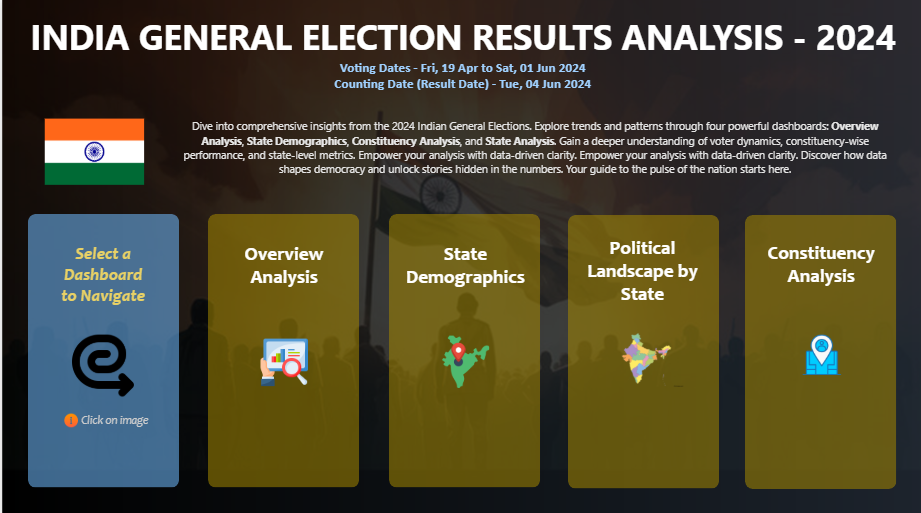 INDIA GENERAL ELECTION RESULTS ANALYSIS - 2024
Voting Dates - Fri, 19 Apr to Sat, 01 Jun 2024
Counting Date (Result Date) - Tue, 04 Jun 2024
Dive into comprehensive insights from the 2024 Indian General Elections. Explore trends and patterns through four powerful dashboards: Overview
Analysis, State Demographics, Constituency Analysis, and State Analysis. Gain a deeper understanding of voter dynamics, constituency-wise
performance, and state-level metrics. Empower your analysis with data-driven clarity. Empower your analysis with data-driven clarity. Discover how data
shapes democracy and unlock stories hidden in the numbers. Your guide to the pulse of the nation starts here.
Select a
Dashboard
to Navigate
Click on image
Overview
Analysis
State
Demographics
Political
Landscape by
State
Constituency
Analysis